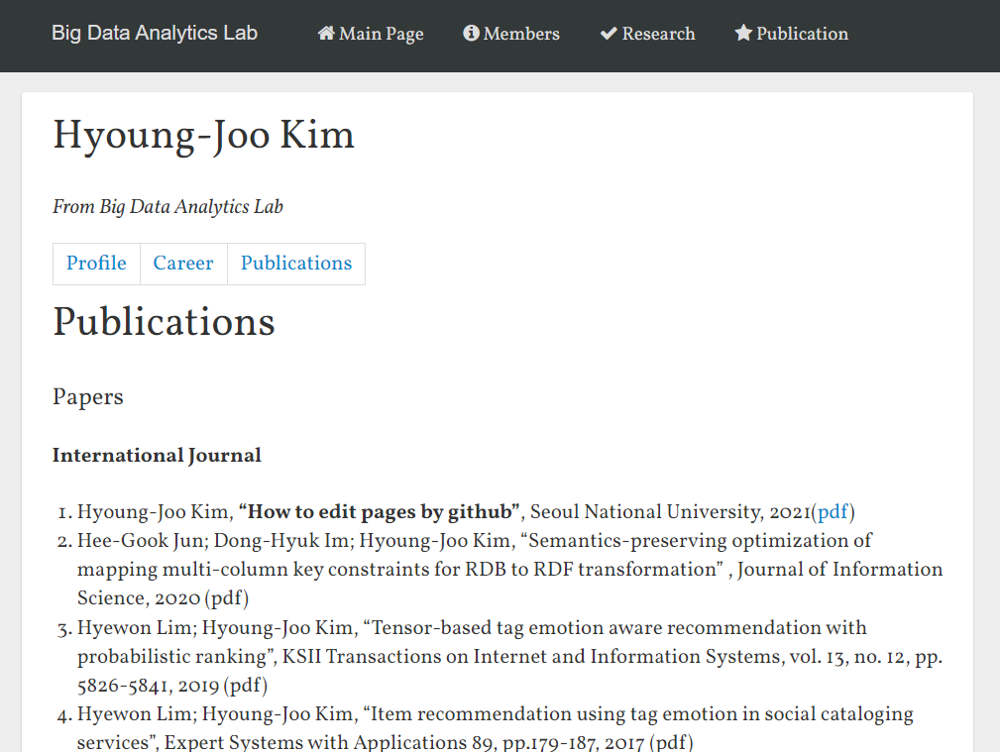 Big Data Analytics Lab Main Page Members Research Publication
Hyoung-Joo Kim
From Big Data Analytics Lab
Profile Career Publications
Publications
Papers
International Journal
1. Hyoung-Joo Kim, “How to edit pages by github”, Seoul National University, 2021(pdf)
2. Hee-Gook Jun; Dong-Hyuk Im; Hyoung-Joo Kim, “Semantics-preserving optimization of
mapping multi-column key constraints for RDB to RDF transformation” , Journal of Information
Science, 2020 (pdf)
3. Hyewon Lim; Hyoung-Joo Kim, “Tensor-based tag emotion aware recommendation with
probabilistic ranking”, KSII Transactions on Internet and Information Systems, vol. 13, no. 12, pp.
5826-5841, 2019 (pdf)
4. Hyewon Lim; Hyoung-Joo Kim, “Item recommendation using tag emotion in social cataloging
services”, Expert Systems with Applications 89, pp.179-187, 2017 (pdf)